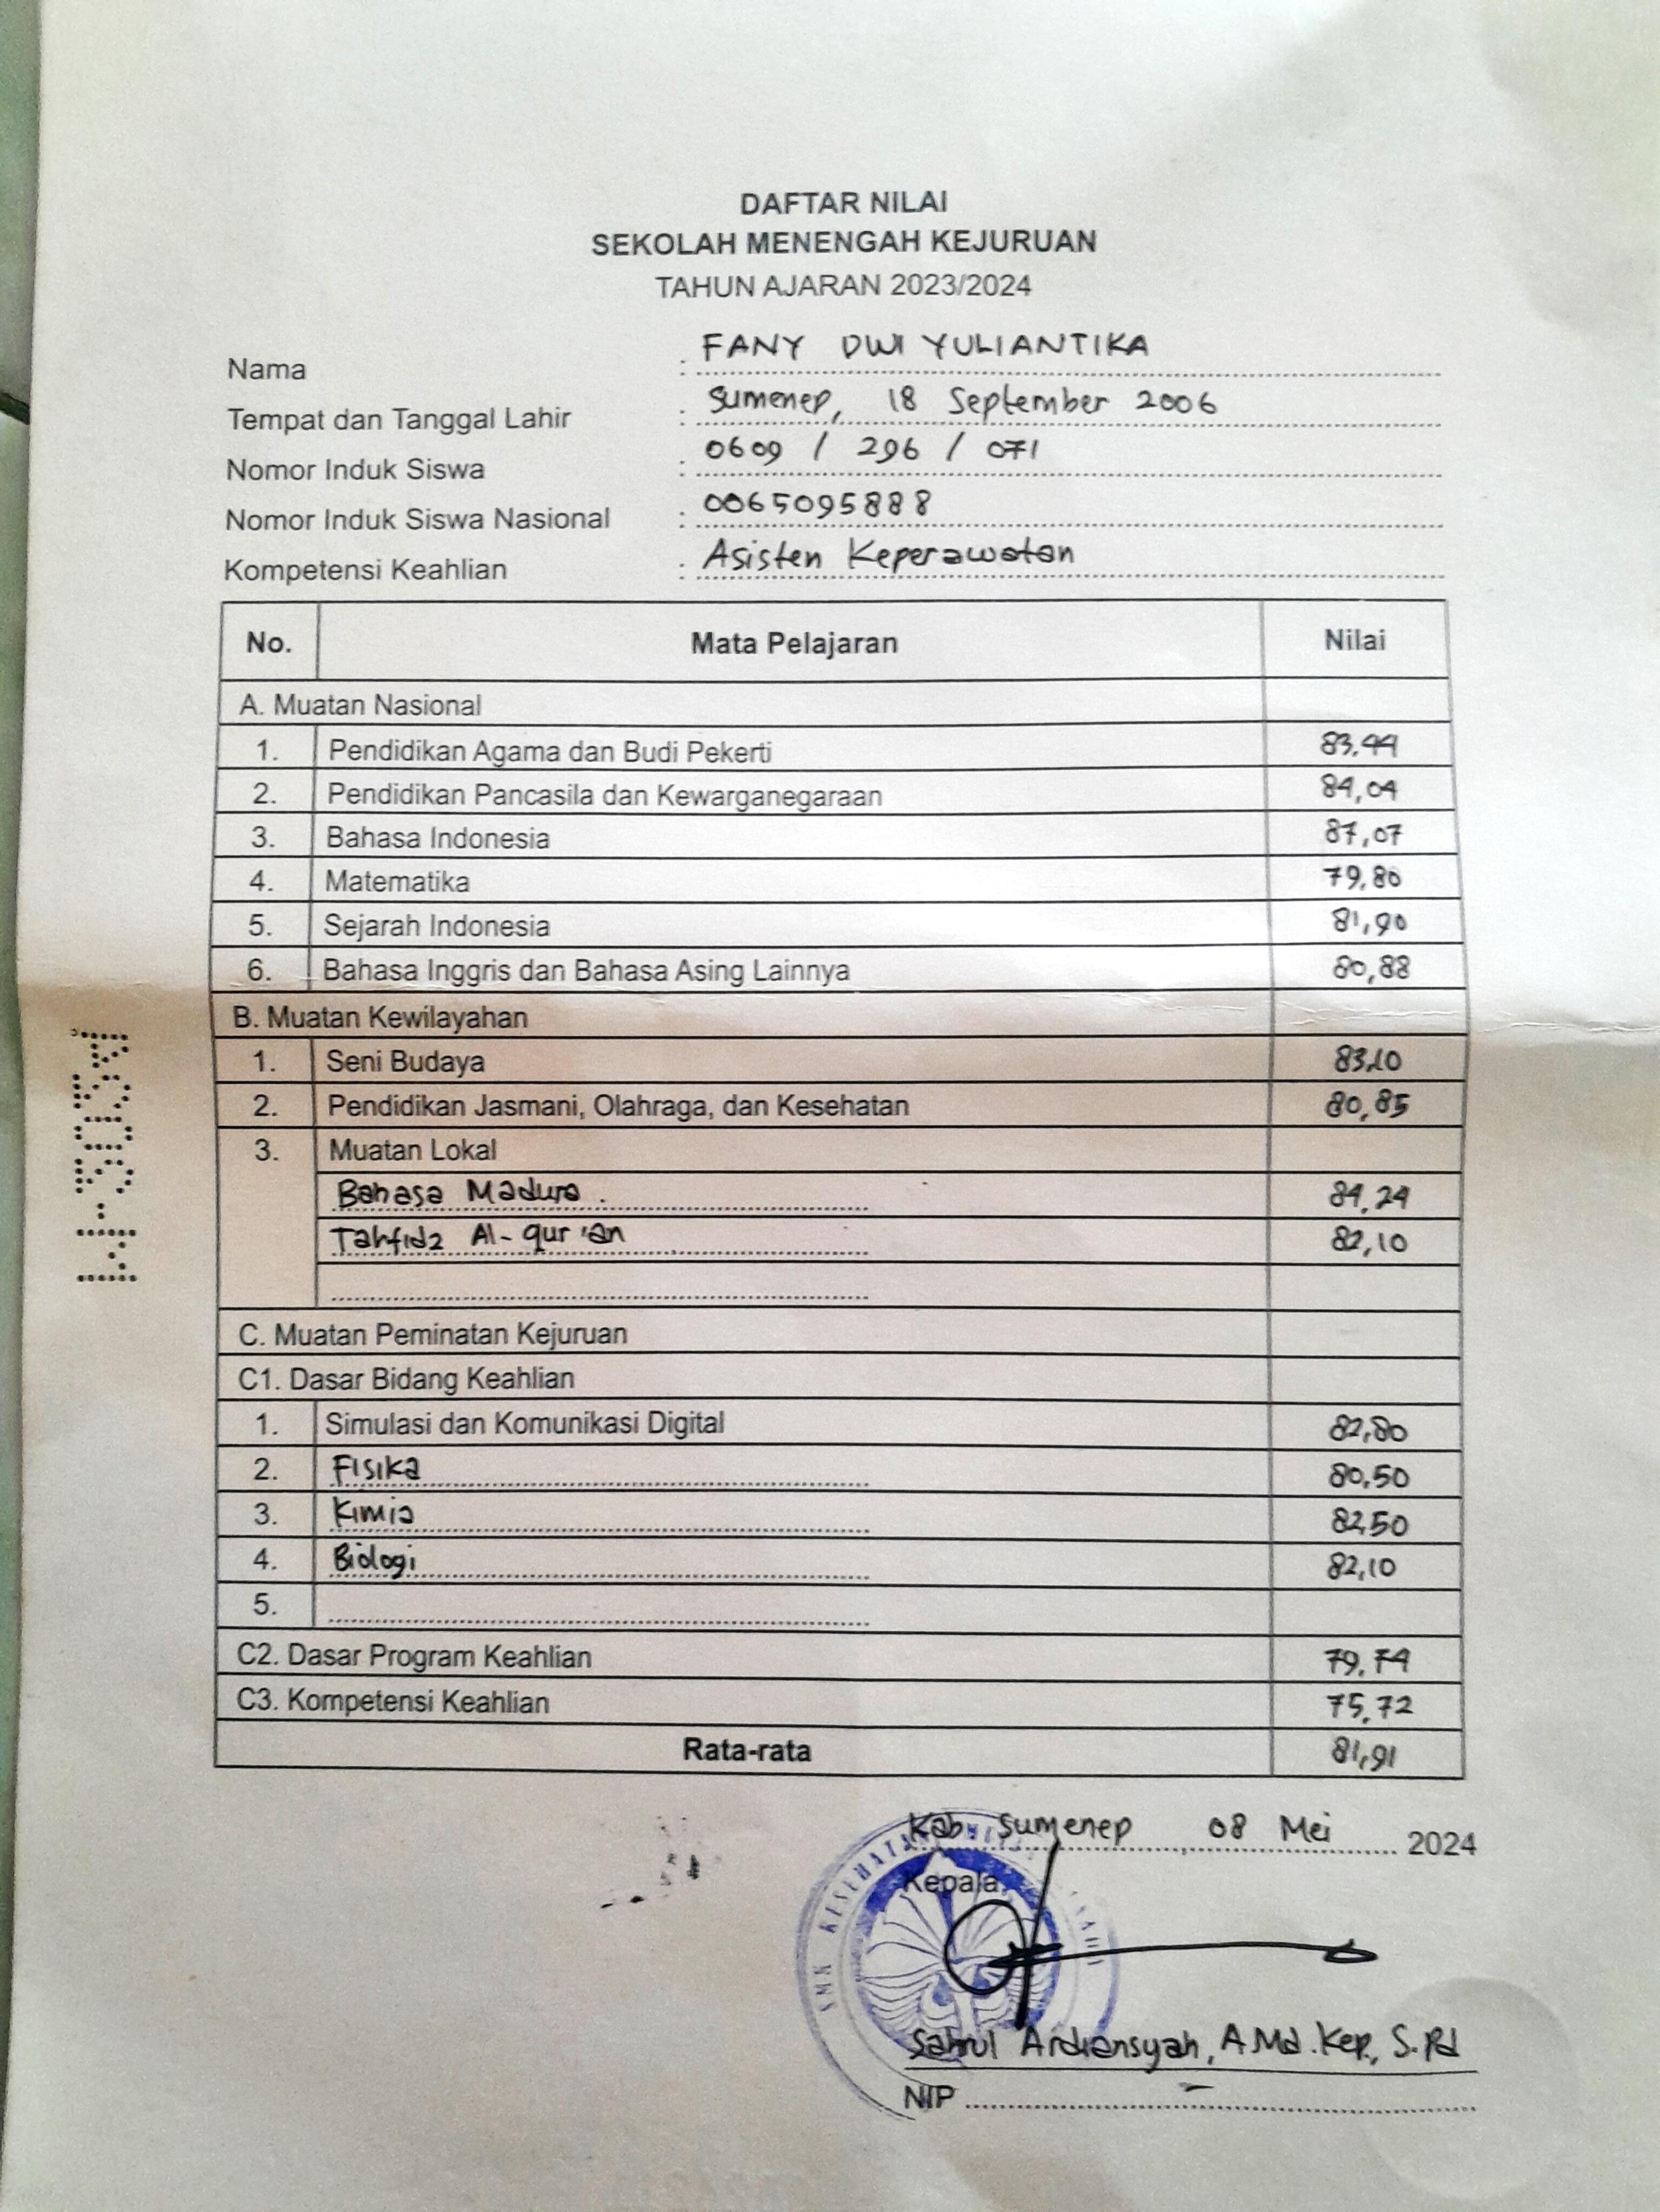 DAFTAR NILAI
SEKOLAH MENENGAH KEJURUAN
TAHUN AJARAN 2023/2024
Nama : FANY DWI YULIANTIKA
Tempat dan Tanggal Lahir : Sumenep, 18 September 2006
Nomor Induk Siswa : 0609 / 296 / 071
Nomor Induk Siswa Nasional : 0065095888
Kompetensi Keahlian : Asisten Keperawatan
No. Mata Pelajaran Nilai
A. Muatan Nasional
1. Pendidikan Agama dan Budi Pekerti 83,44
2. Pendidikan Pancasila dan Kewarganegaraan 84,04
3. Bahasa Indonesia 87,07
4. Matematika 79,80
5. Sejarah Indonesia 81,90
6. Bahasa Inggris dan Bahasa Asing Lainnya 80,88
B. Muatan Kewilayahan
1. Seni Budaya 83,10
2. Pendidikan Jasmani, Olahraga, dan Kesehatan 80,85
3. Muatan Lokal
Bahasa Madura . 84,24
Tahfidz Al-qur'an 82,10
C. Muatan Peminatan Kejuruan
C1. Dasar Bidang Keahlian
1. Simulasi dan Komunikasi Digital 82,80
2. Fisika 80,50
3. Kimia 82,50
4. Biologi 82,10
5.
C2. Dasar Program Keahlian 79,74
C3. Kompetensi Keahlian 75,72
Rata-rata 81,91
Kab. Sumenep, 08 Mei 2024
Kepala,
SMK KESEHATAN
Sahrul Ardiansyah, A.Md.Kep., S.Pd
NIP -